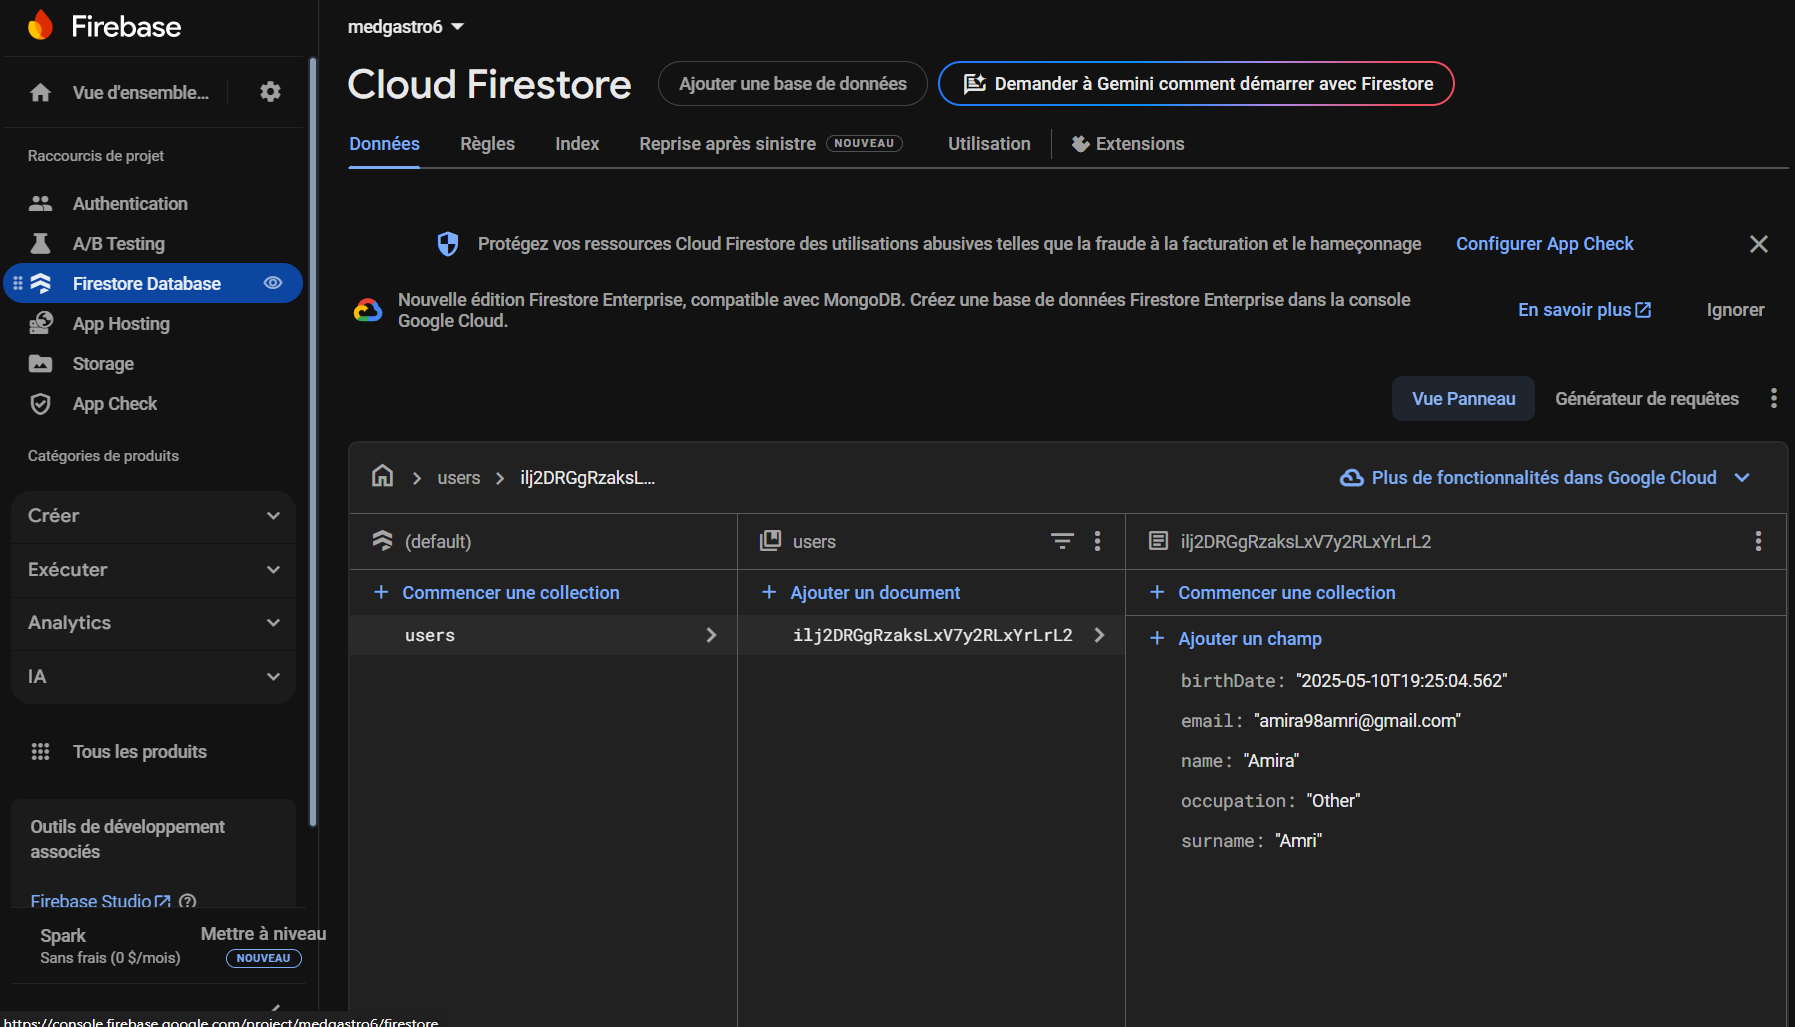 Firebase
Vue d'ensemble...
Raccourcis de projet
Authentication
A/B Testing
Firestore Database
App Hosting
Storage
App Check
Catégories de produits
Créer
Exécuter
Analytics
IA
Tous les produits
Outils de développement
associés
Firebase Studio
Spark
Sans frais (0 $/mois)
Mettre à niveau
NOUVEAU
https://console.firebase.google.com/project/medgastro6/firestore
medgastro6
Cloud Firestore
Ajouter une base de données
Demander à Gemini comment démarrer avec Firestore
Données
Règles
Index
Reprise après sinistre NOUVEAU
Utilisation
Extensions
Protégez vos ressources Cloud Firestore des utilisations abusives telles que la fraude à la facturation et le hameçonnage
Configurer App Check
Nouvelle édition Firestore Enterprise, compatible avec MongoDB. Créez une base de données Firestore Enterprise dans la console
Google Cloud.
En savoir plus
Ignorer
Vue Panneau
Générateur de requêtes
users
ilj2DRGgRzaksL...
Plus de fonctionnalités dans Google Cloud
(default)
Commencer une collection
users
users
Ajouter un document
ilj2DRGgRzaksLxV7y2RLxYrLrL2
ilj2DRGgRzaksLxV7y2RLxYrLrL2
Commencer une collection
Ajouter un champ
birthDate: "2025-05-10T19:25:04.562"
email: "amira98amri@gmail.com"
name: "Amira"
occupation: "Other"
surname: "Amri"